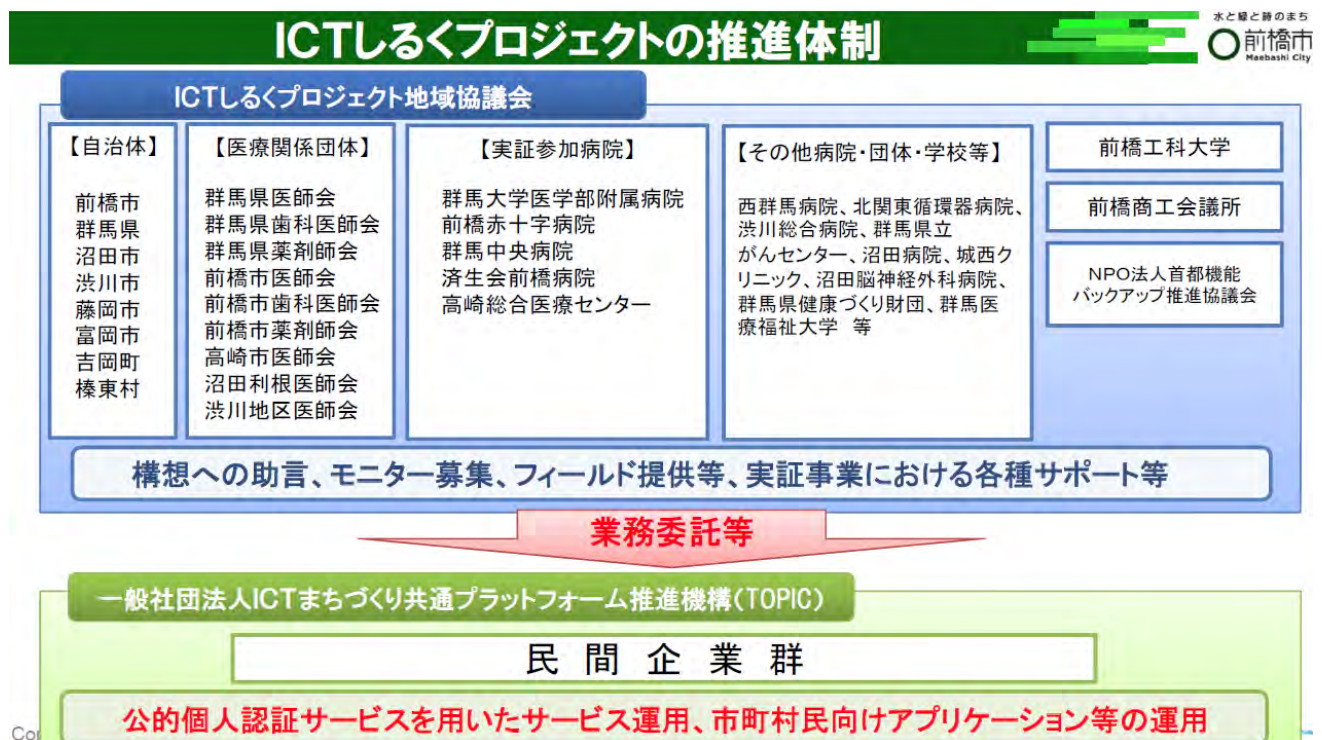 ICTしるくプロジェクトの推進体制
水と緑と詩のまち
前橋市
Maebashi City
ICTしるくプロジェクト地域協議会
【自治体】
前橋市
群馬県
沼田市
渋川市
藤岡市
富岡市
吉岡町
榛東村
【医療関係団体】
群馬県医師会
群馬県歯科医師会
群馬県薬剤師会
前橋市医師会
前橋市歯科医師会
前橋市薬剤師会
高崎市医師会
沼田利根医師会
渋川地区医師会
【実証参加病院】
群馬大学医学部附属病院
前橋赤十字病院
群馬中央病院
済生会前橋病院
高崎総合医療センター
【その他病院・団体・学校等】
西群馬病院、北関東循環器病院、
渋川総合病院、群馬県立
がんセンター、沼田病院、城西ク
リニック、沼田脳神経外科病院、
群馬県健康づくり財団、群馬医
療福祉大学 等
前橋工科大学
前橋商工会議所
NPO法人首都機能
バックアップ推進協議会
構想への助言、モニター募集、フィールド提供等、実証事業における各種サポート等
業務委託等
一般社団法人ICTまちづくり共通プラットフォーム推進機構(TOPIC)
民間企業群
公的個人認証サービスを用いたサービス運用、市町村民向けアプリケーション等の運用